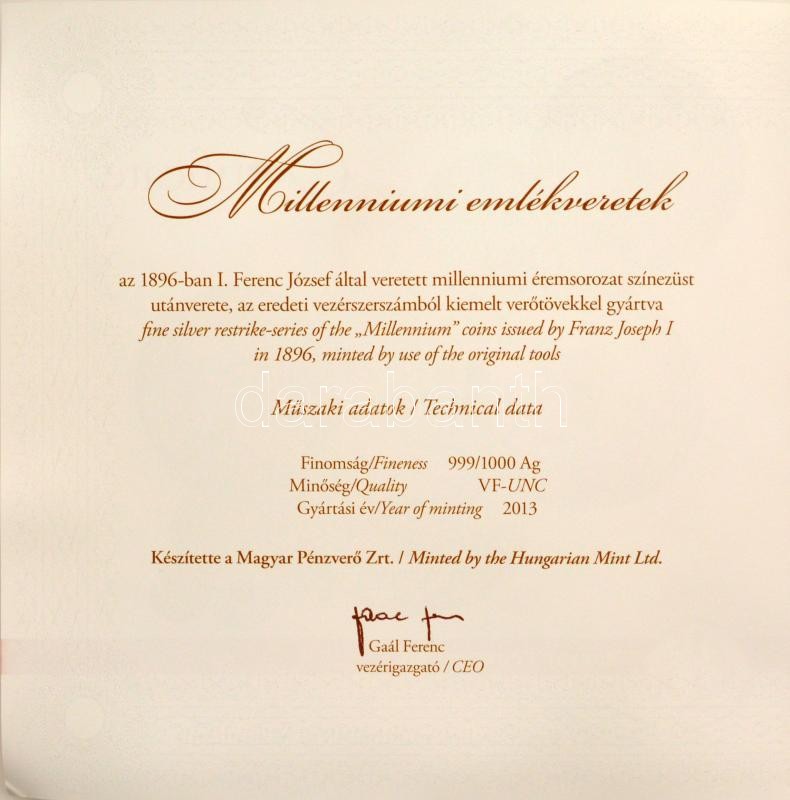 Millenniumi emlékveretek
az 1896-ban I. Ferenc József által veretett millenniumi éremsorozat színezüst
utánverete, az eredeti vezérszerszámból kiemelt verőtövekkel gyártva
fine silver restrike-series of the „Millennium” coins issued by Franz Joseph I
in 1896, minted by use of the original tools
darabanth
Műszaki adatok / Technical data
Finomság/Fineness 999/1000 Ag
Minőség/Quality VF-UNC
Gyártási év/Year of minting 2013
Készítette a Magyar Pénzverő Zrt. / Minted by the Hungarian Mint Ltd.
Gaál Ferenc
vezérigazgató / CEO